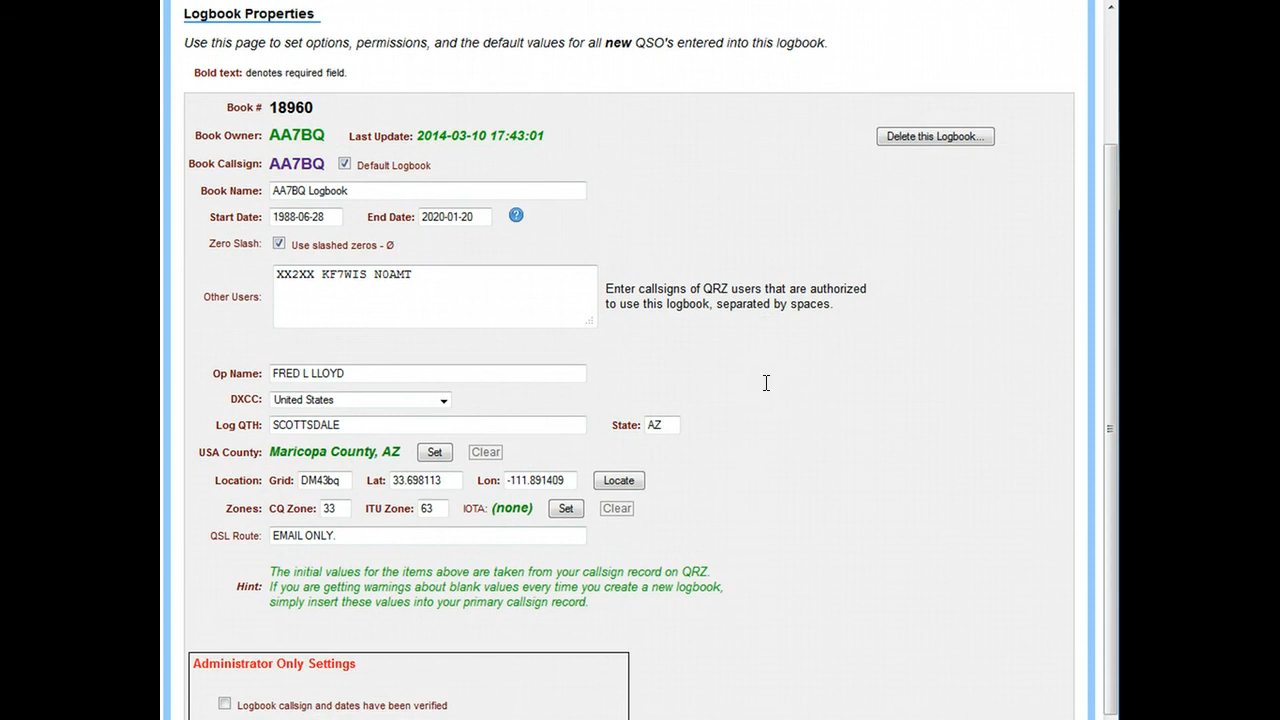 Logbook Properties
Use this page to set options, permissions, and the default values for all new QSO's entered into this logbook.
Bold text: denotes required field.
Book # 18960
Book Owner: AA7BQ Last Update: 2014-03-10 17:43:01 Delete this Logbook...
Book Callsign: AA7BQ Default Logbook
Book Name: AA7BQ Logbook
Start Date: 1988-06-28 End Date: 2020-01-20 ?
Zero Slash: Use slashed zeros - Ø
XX2XX KF7WIS N0AMT
Other Users: Enter callsigns of QRZ users that are authorized
to use this logbook, separated by spaces.
Op Name: FRED L LLOYD
DXCC: United States
Log QTH: SCOTTSDALE State: AZ
USA County: Maricopa County, AZ Set Clear
Location: Grid: DM43bq Lat: 33.698113 Lon: -111.891409 Locate
Zones: CQ Zone: 33 ITU Zone: 63 IOTA: (none) Set Clear
QSL Route: EMAIL ONLY.
The initial values for the items above are taken from your callsign record on QRZ.
Hint: If you are getting warnings about blank values every time you create a new logbook,
simply insert these values into your primary callsign record.
Administrator Only Settings
Logbook callsign and dates have been verified